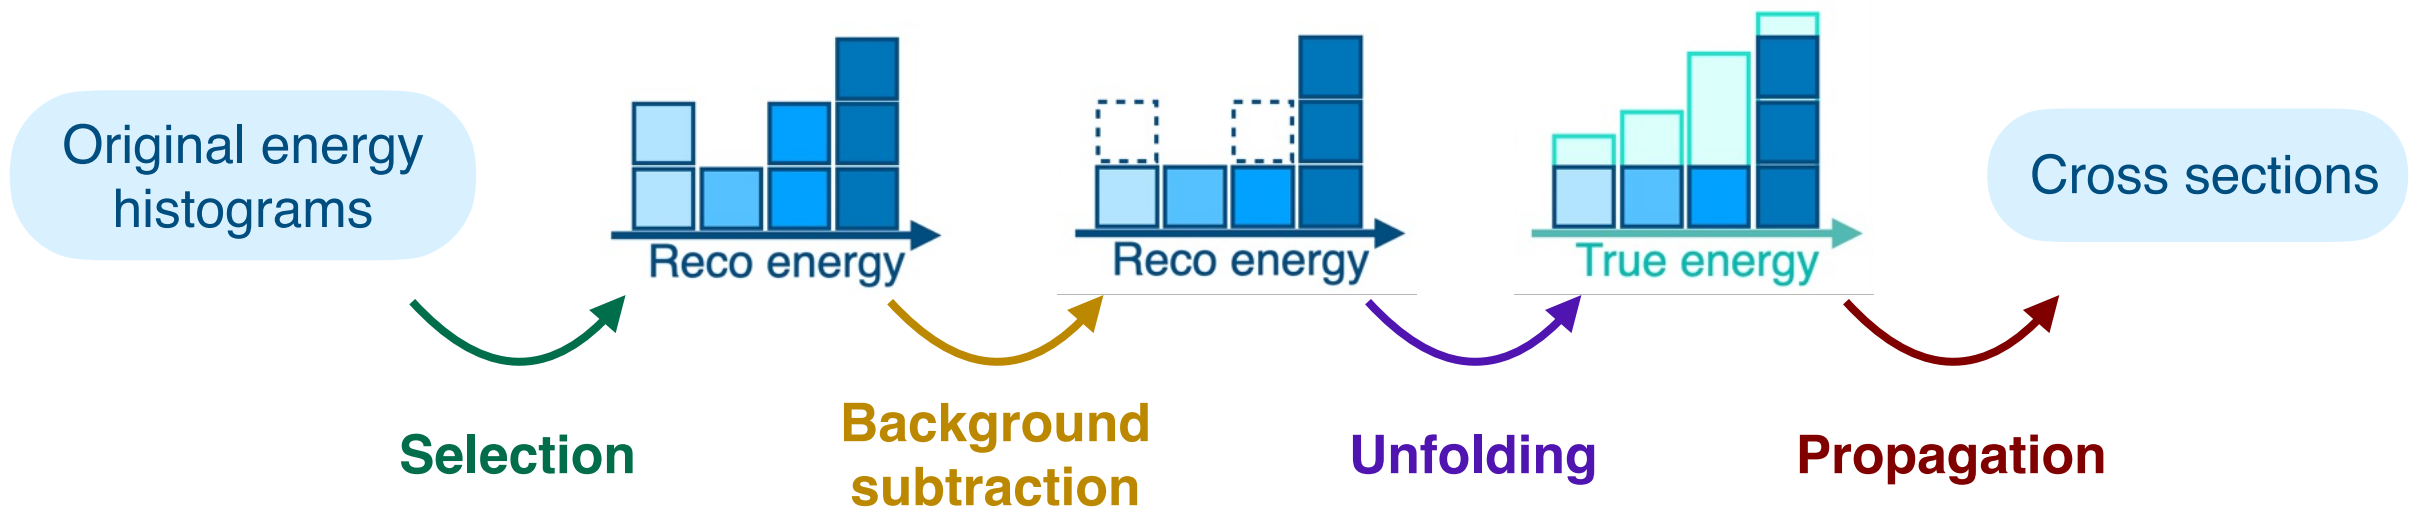 Original energy
histograms
Reco energy
Reco energy
True energy
Cross sections
Selection
Background
subtraction
Unfolding
Propagation